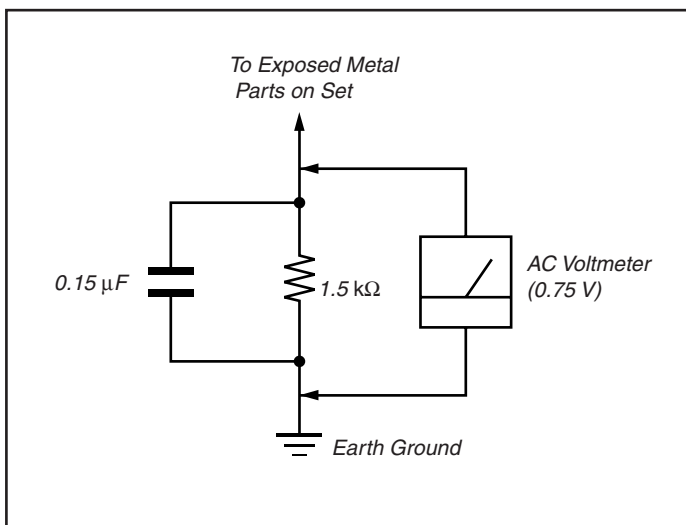 To Exposed Metal
Parts on Set
0.15 µF
1.5 kΩ
AC Voltmeter
(0.75 V)
Earth Ground